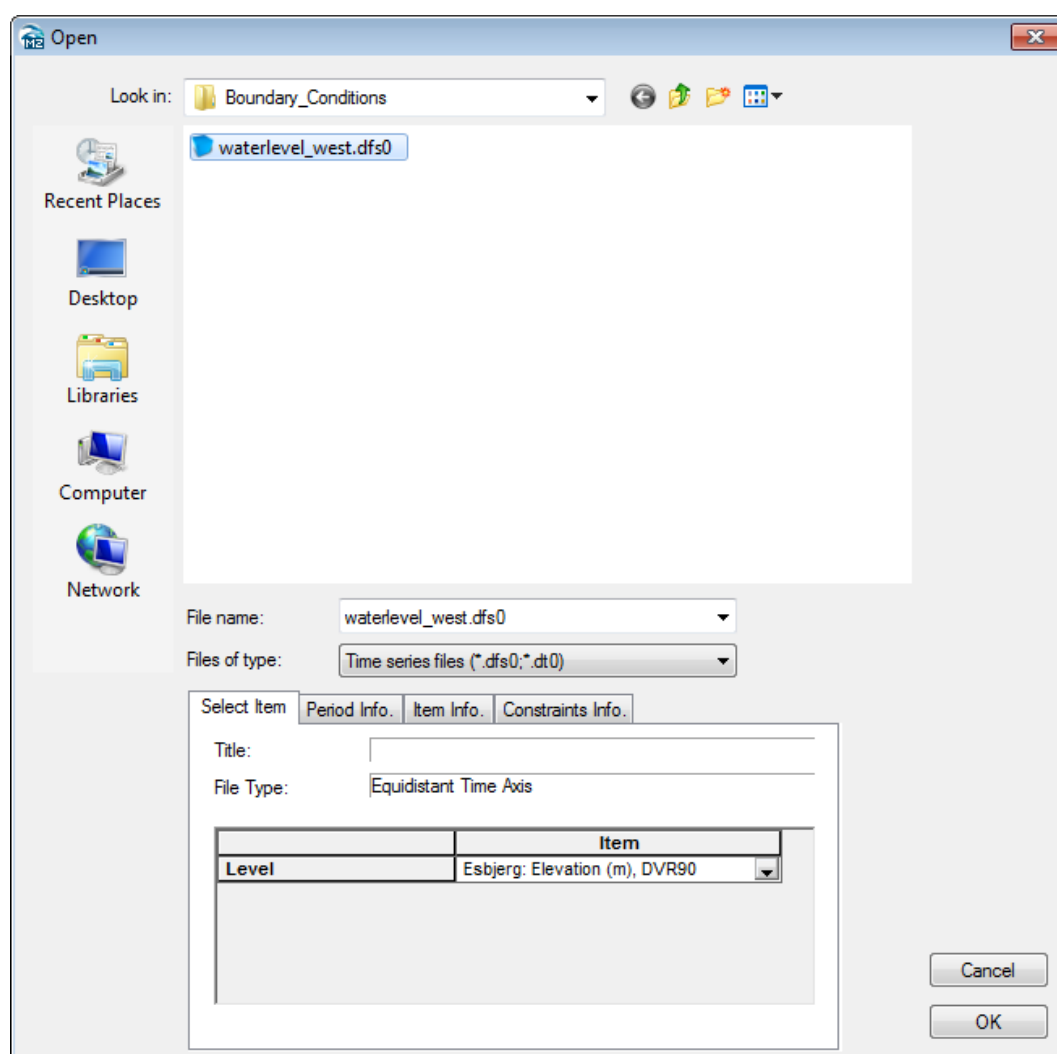 Open
Look in: Boundary_Conditions
waterlevel_west.dfs0
Recent Places
Desktop
Libraries
Computer
Network
File name: waterlevel_west.dfs0
Files of type: Time series files (*.dfs0;*.dt0)
Select Item Period Info. Item Info. Constraints Info.
Title:
File Type: Equidistant Time Axis
Item
Level Esbjerg: Elevation (m), DVR90
Cancel
OK